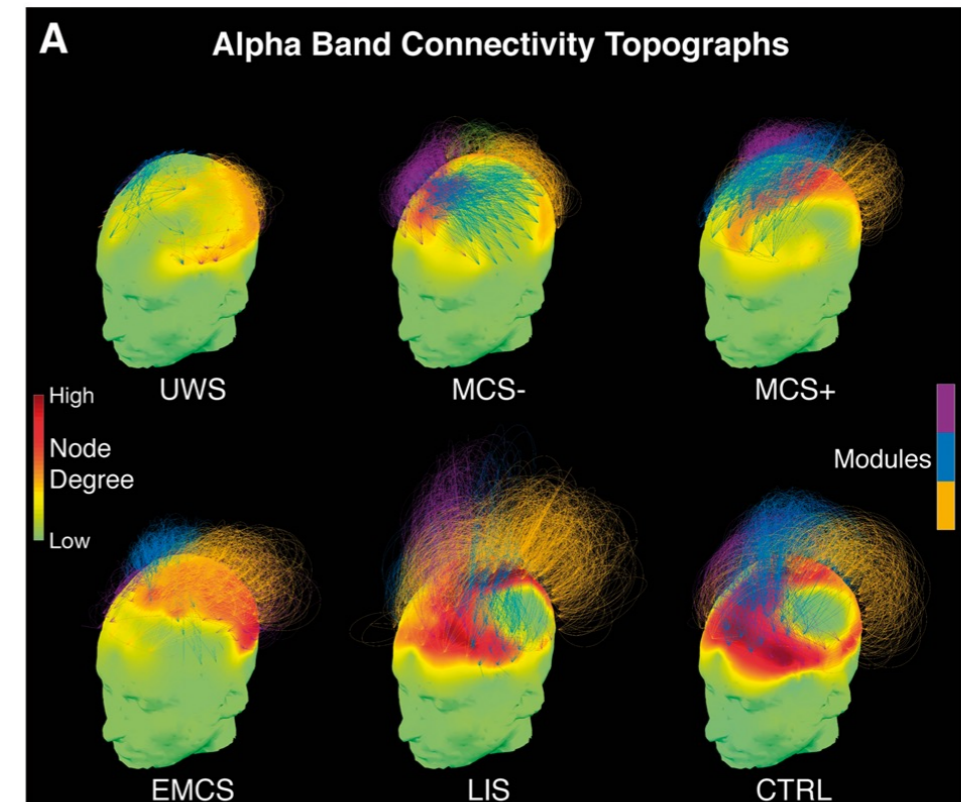 A
Alpha Band Connectivity Topographs
UWS
MCS-
MCS+
High
Node
Degree
Low
Modules
EMCS
LIS
CTRL